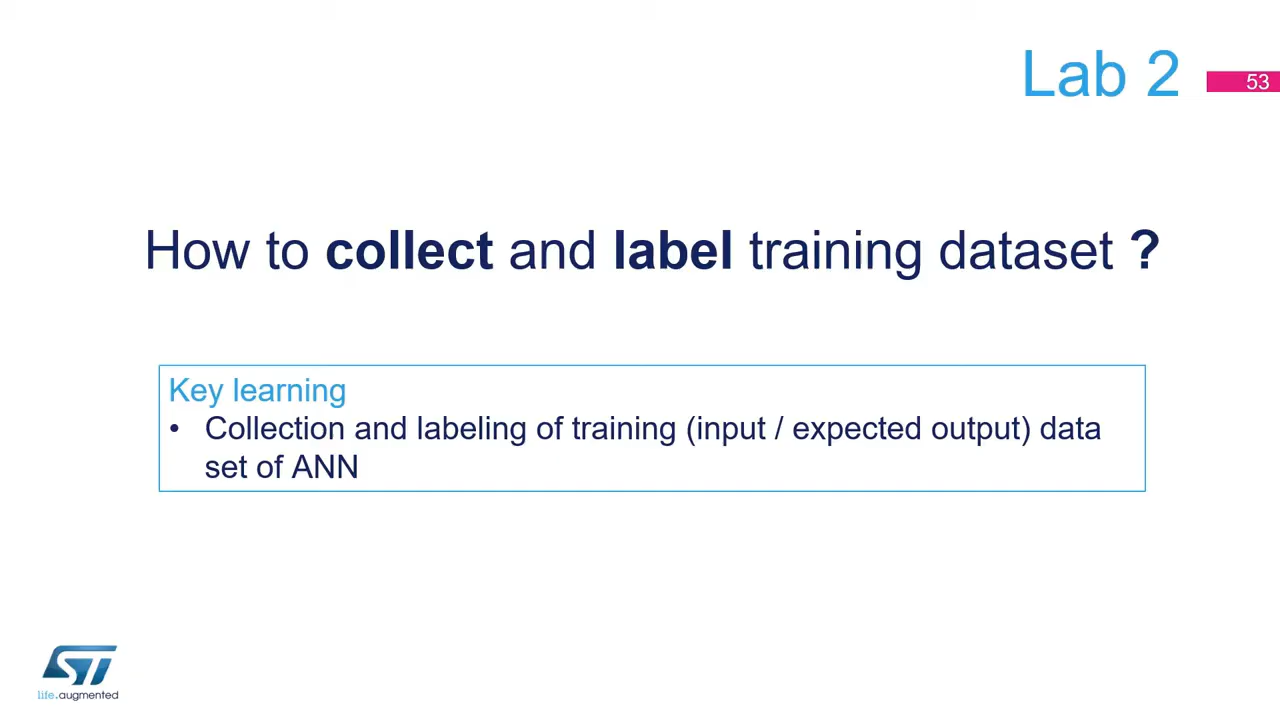 Lab 2
53
How to collect and label training dataset ?
Key learning
• Collection and labeling of training (input / expected output) data
set of ANN
ST
life.augmented